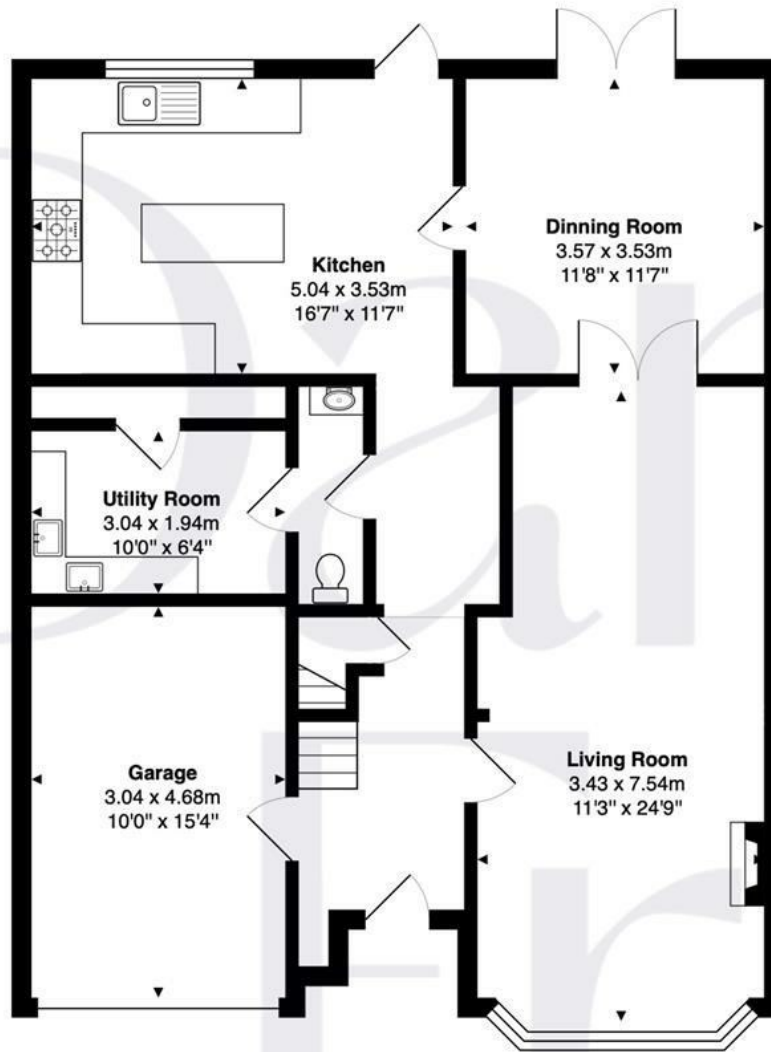 Dinning Room
3.57 x 3.53m
11'8" x 11'7"
Kitchen
5.04 x 3.53m
16'7" x 11'7"
Utility Room
3.04 x 1.94m
10'0" x 6'4"
Garage
3.04 x 4.68m
10'0" x 15'4"
Living Room
3.43 x 7.54m
11'3" x 24'9"